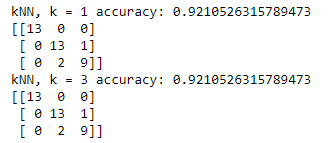 kNN, k = 1 accuracy: 0.9210526315789473
[[13  0  0]
 [ 0 13  1]
 [ 0  2  9]]
kNN, k = 3 accuracy: 0.9210526315789473
[[13  0  0]
 [ 0 13  1]
 [ 0  2  9]]